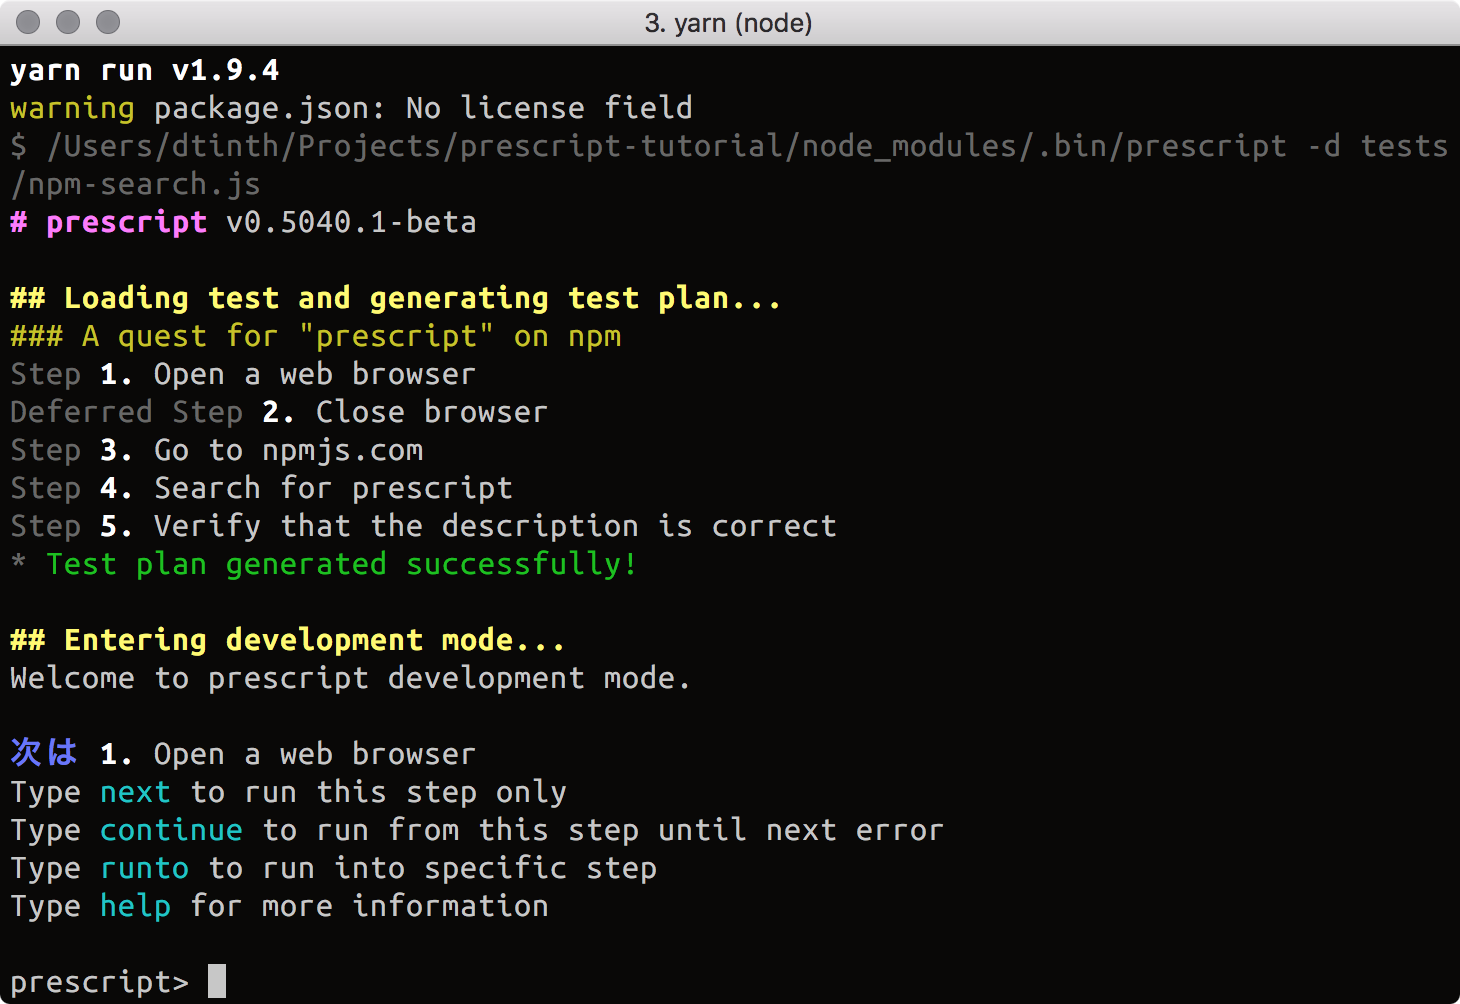 3. yarn (node)
yarn run v1.9.4
warning package.json: No license field
$ /Users/dtinth/Projects/prescript-tutorial/node_modules/.bin/prescript -d tests
/npm-search.js
# prescript v0.5040.1-beta
## Loading test and generating test plan...
### A quest for "prescript" on npm
Step 1. Open a web browser
Deferred Step 2. Close browser
Step 3. Go to npmjs.com
Step 4. Search for prescript
Step 5. Verify that the description is correct
* Test plan generated successfully!
## Entering development mode...
Welcome to prescript development mode.
次は 1. Open a web browser
Type next to run this step only
Type continue to run from this step until next error
Type runto to run into specific step
Type help for more information
prescript>